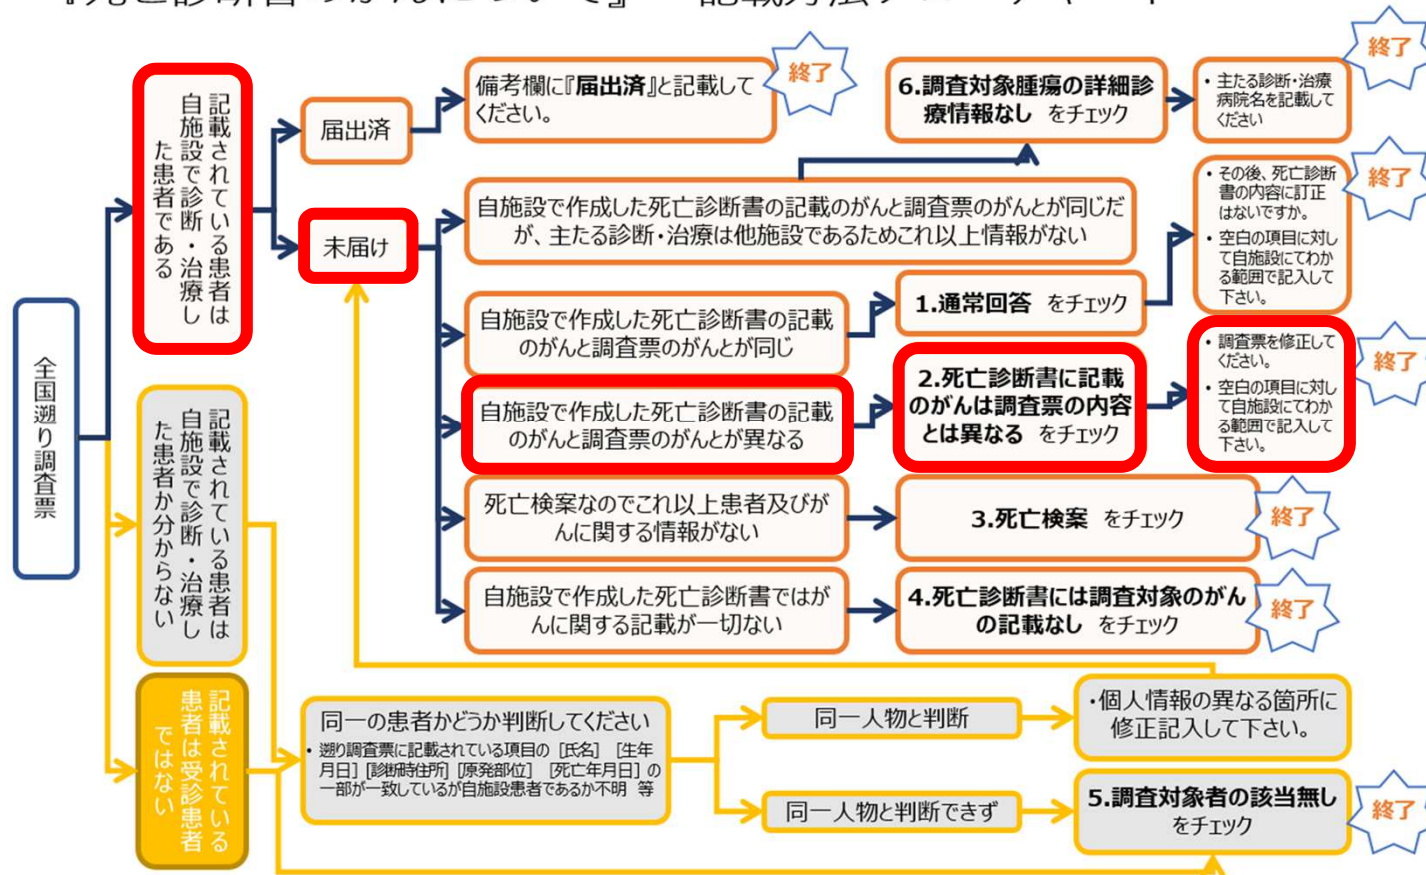 全国遡り調査票
記載されている患者は
自施設で診断・治療し
た患者である
届出済
備考欄に『届出済』と記載して
ください。
終了
未届け
自施設で作成した死亡診断書の記載のがんと調査票のがんとが同じだ
が、主たる診断・治療は他施設であるためこれ以上情報がない
6.調査対象腫瘍の詳細診
療情報なし をチェック
・主たる診断・治療
病院名を記載して
ください
終了
自施設で作成した死亡診断書の記載
のがんと調査票のがんとが同じ
1.通常回答 をチェック
・その後、死亡診断
書の内容に訂正
はないですか。
・空白の項目に対し
て自施設にてわか
る範囲で記入して
下さい。
終了
自施設で作成した死亡診断書の記載
のがんと調査票のがんとが異なる
2.死亡診断書に記載
のがんは調査票の内容
とは異なる をチェック
・調査票を修正して
ください。
・空白の項目に対し
て自施設にてわか
る範囲で記入して
下さい。
終了
死亡検案なのでこれ以上患者及びが
んに関する情報がない
3.死亡検案 をチェック
終了
自施設で作成した死亡診断書ではが
んに関する記載が一切ない
4.死亡診断書には調査対象のがん
の記載なし をチェック
終了
記載されている患者は
自施設で診断・治療し
た患者か分からない
記載されている
患者は受診患者
ではない
同一の患者かどうか判断してください
・遡り調査票に記載されている項目の [氏名] [生年
月日] [診断時住所] [原発部位] [死亡年月日] の
一部が一致しているが自施設患者であるか不明 等
同一人物と判断
・個人情報の異なる箇所に
修正記入して下さい。
同一人物と判断できず
5.調査対象者の該当無し
をチェック
終了